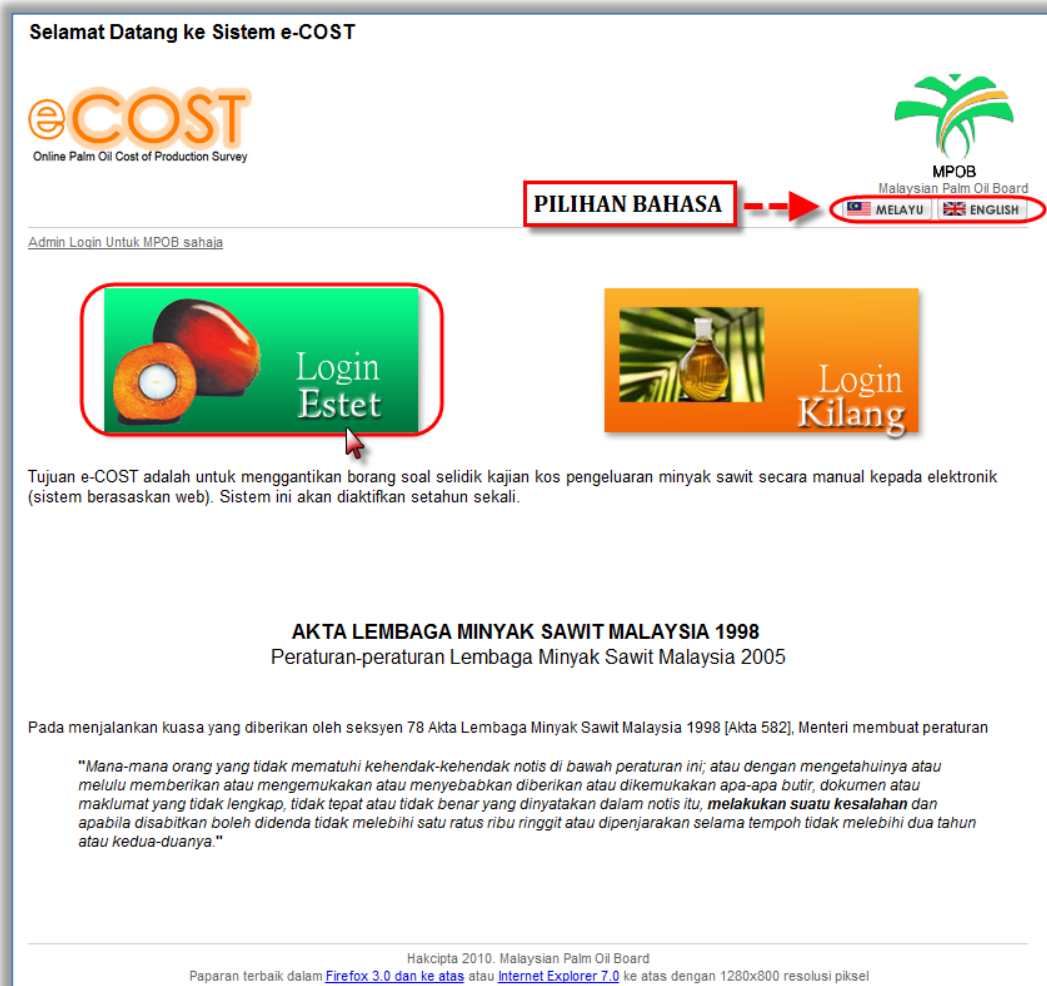 Selamat Datang ke Sistem e-COST
eCOST
Online Palm Oil Cost of Production Survey
MPOB
Malaysian Palm Oil Board
PILIHAN BAHASA
MELAYU ENGLISH
Admin Login Untuk MPOB sahaja
Login
Estet
Login
Kilang
Tujuan e-COST adalah untuk menggantikan borang soal selidik kajian kos pengeluaran minyak sawit secara manual kepada elektronik
(sistem berasaskan web). Sistem ini akan diaktifkan setahun sekali.
AKTA LEMBAGA MINYAK SAWIT MALAYSIA 1998
Peraturan-peraturan Lembaga Minyak Sawit Malaysia 2005
Pada menjalankan kuasa yang diberikan oleh seksyen 78 Akta Lembaga Minyak Sawit Malaysia 1998 [Akta 582], Menteri membuat peraturan
"Mana-mana orang yang tidak mematuhi kehendak-kehendak notis di bawah peraturan ini; atau dengan mengetahuinya atau
melulu memberikan atau mengemukakan atau menyebabkan diberikan atau dikemukakan apa-apa butir, dokumen atau
maklumat yang tidak lengkap, tidak tepat atau tidak benar yang dinyatakan dalam notis itu, melakukan suatu kesalahan dan
apabila disabitkan boleh didenda tidak melebihi satu ratus ribu ringgit atau dipenjarakan selama tempoh tidak melebihi dua tahun
atau kedua-duanya."
Hakcipta 2010. Malaysian Palm Oil Board
Paparan terbaik dalam Firefox 3.0 dan ke atas atau Internet Explorer 7.0 ke atas dengan 1280x800 resolusi piksel